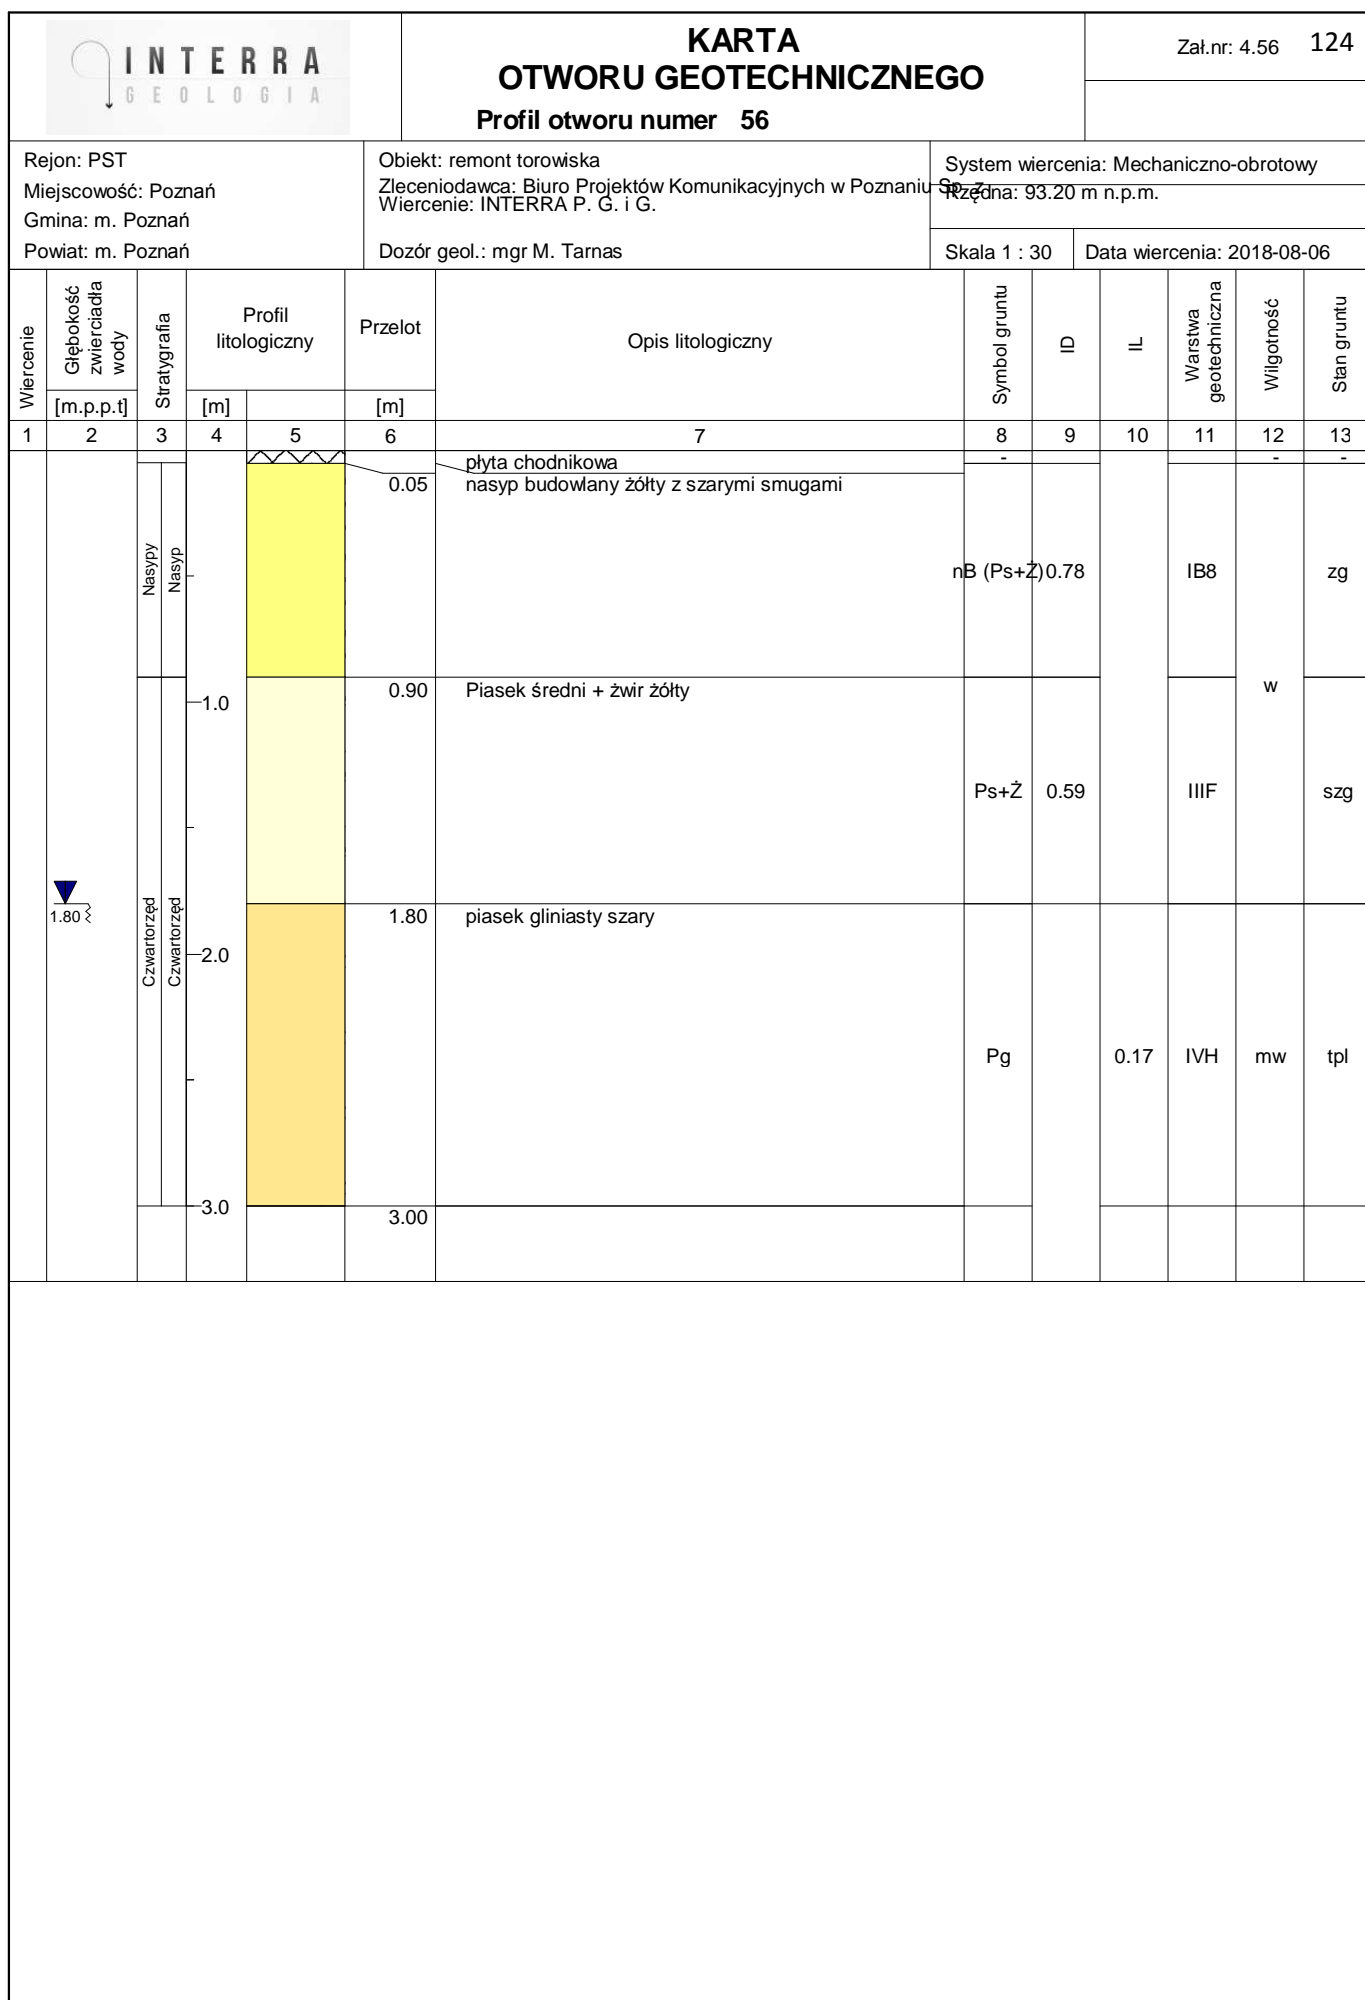 INTERRA
GEOLOGIA
KARTA
OTWORU GEOTECHNICZNEGO
Profil otworu numer 56
Zał.nr: 4.56 124
Rejon: PST
Miejscowość: Poznań
Gmina: m. Poznań
Powiat: m. Poznań
Obiekt: remont torowiska
Zleceniodawca: Biuro Projektów Komunikacyjnych w Poznaniu Sp. z
Wiercenie: INTERRA P. G. i G.
Dozór geol.: mgr M. Tarnas
System wiercenia: Mechaniczno-obrotowy
Rzędna: 93.20 m n.p.m.
Skala 1 : 30
Data wiercenia: 2018-08-06
Wiercenie
Głębokość
zwierciadła
wody
[m.p.p.t]
Stratygrafia
Profil
litologiczny
[m]
Przelot
[m]
Opis litologiczny
Symbol gruntu
ID
IL
Warstwa
geotechniczna
Wilgotność
Stan gruntu
1 2 3 4 5 6 7 8 9 10 11 12 13
płyta chodnikowa - - -
0.05 nasyp budowlany żółty z szarymi smugami
Nasypy
Nasyp
nB (Ps+Ż) 0.78 IB8 zg
1.0 0.90 Piasek średni + żwir żółty w
Ps+Ż 0.59 IIIF szg
1.80 1.80 piasek gliniasty szary
Czwartorzęd
Czwartorzęd
2.0
Pg 0.17 IVH mw tpl
3.0 3.00